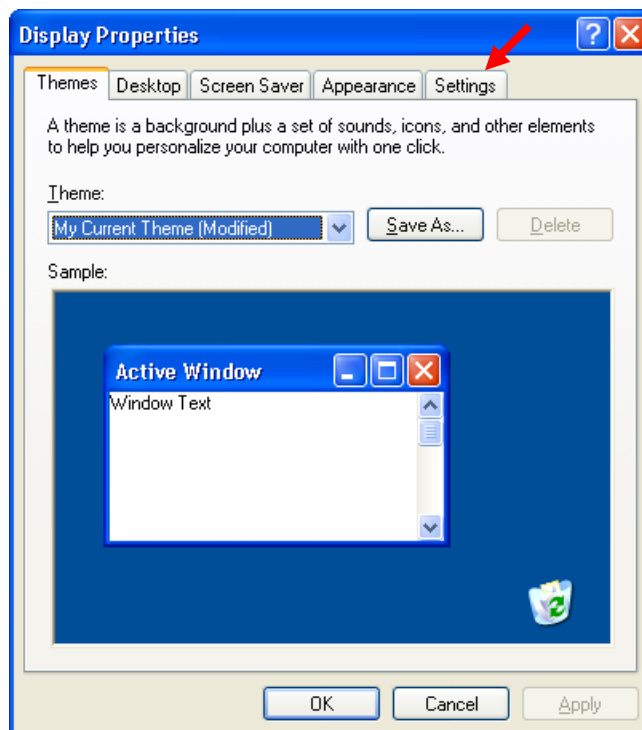 Display Properties
Themes Desktop Screen Saver Appearance Settings
A theme is a background plus a set of sounds, icons, and other elements
to help you personalize your computer with one click.
Theme:
My Current Theme (Modified) Save As... Delete
Sample:
Active Window
Window Text
OK Cancel Apply